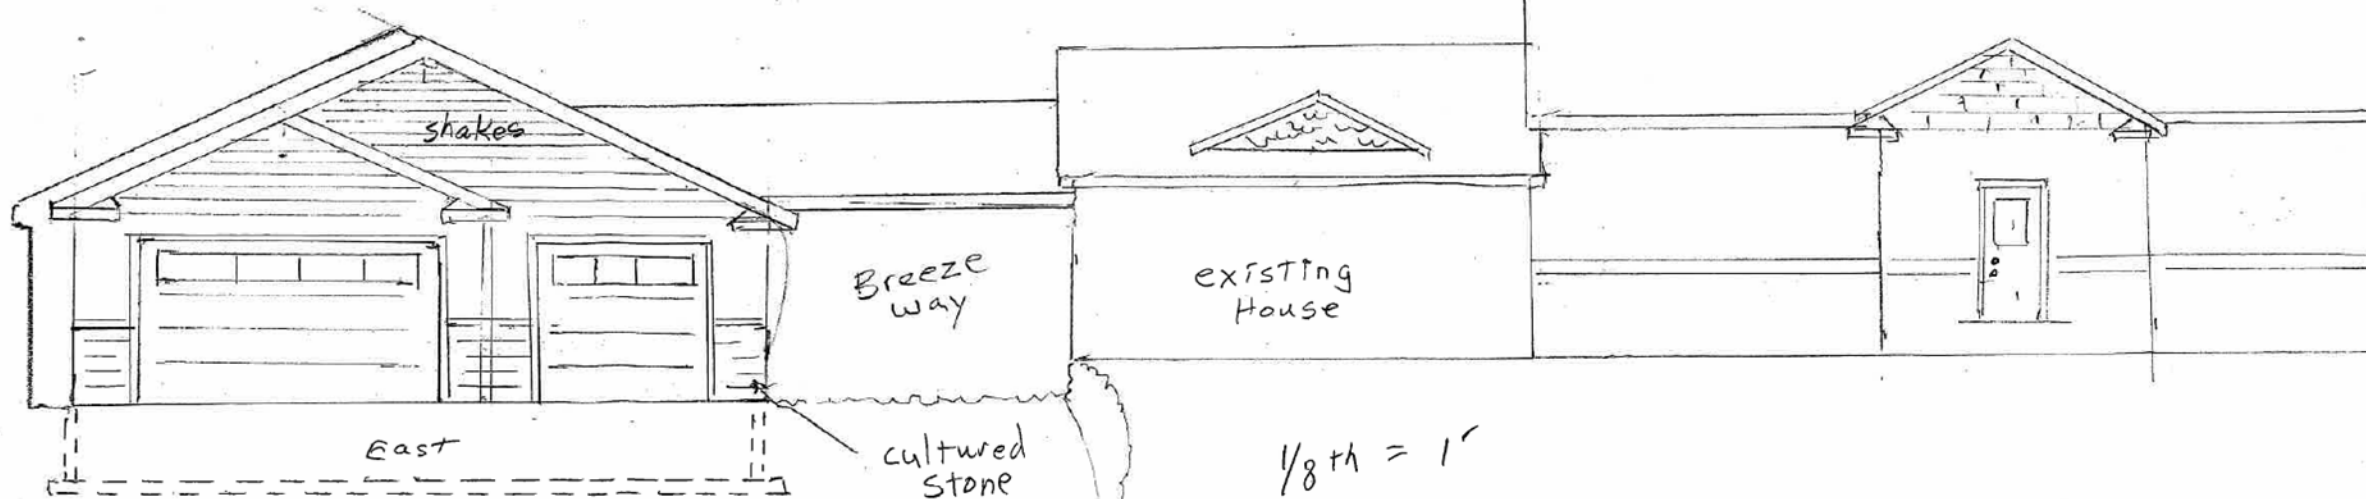 shakes
Breeze
way
existing
House
East
cultured
stone
1/8th = 1'